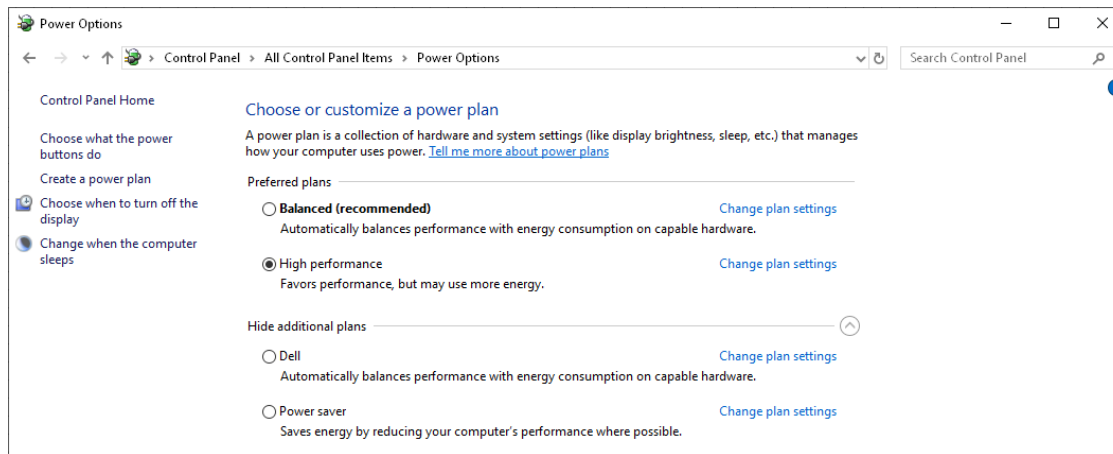 Power Options
Control Panel > All Control Panel Items > Power Options
Search Control Panel
Control Panel Home
Choose what the power
buttons do
Create a power plan
Choose when to turn off the
display
Change when the computer
sleeps
Choose or customize a power plan
A power plan is a collection of hardware and system settings (like display brightness, sleep, etc.) that manages
how your computer uses power. Tell me more about power plans
Preferred plans
Balanced (recommended) Change plan settings
Automatically balances performance with energy consumption on capable hardware.
High performance Change plan settings
Favors performance, but may use more energy.
Hide additional plans
Dell Change plan settings
Automatically balances performance with energy consumption on capable hardware.
Power saver Change plan settings
Saves energy by reducing your computer's performance where possible.